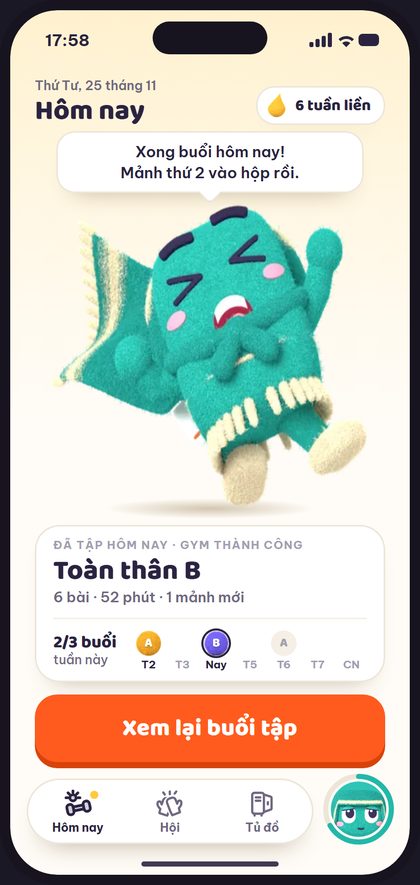 17:58
Thứ Tư, 25 tháng 11
Hôm nay
6 tuần liền
Xong buổi hôm nay!
Mảnh thứ 2 vào hộp rồi.
ĐÃ TẬP HÔM NAY · GYM THÀNH CÔNG
Toàn thân B
6 bài · 52 phút · 1 mảnh mới
2/3 buổi
tuần này
A B A
T2 T3 Nay T5 T6 T7 CN
Xem lại buổi tập
Hôm nay Hội Tủ đồ